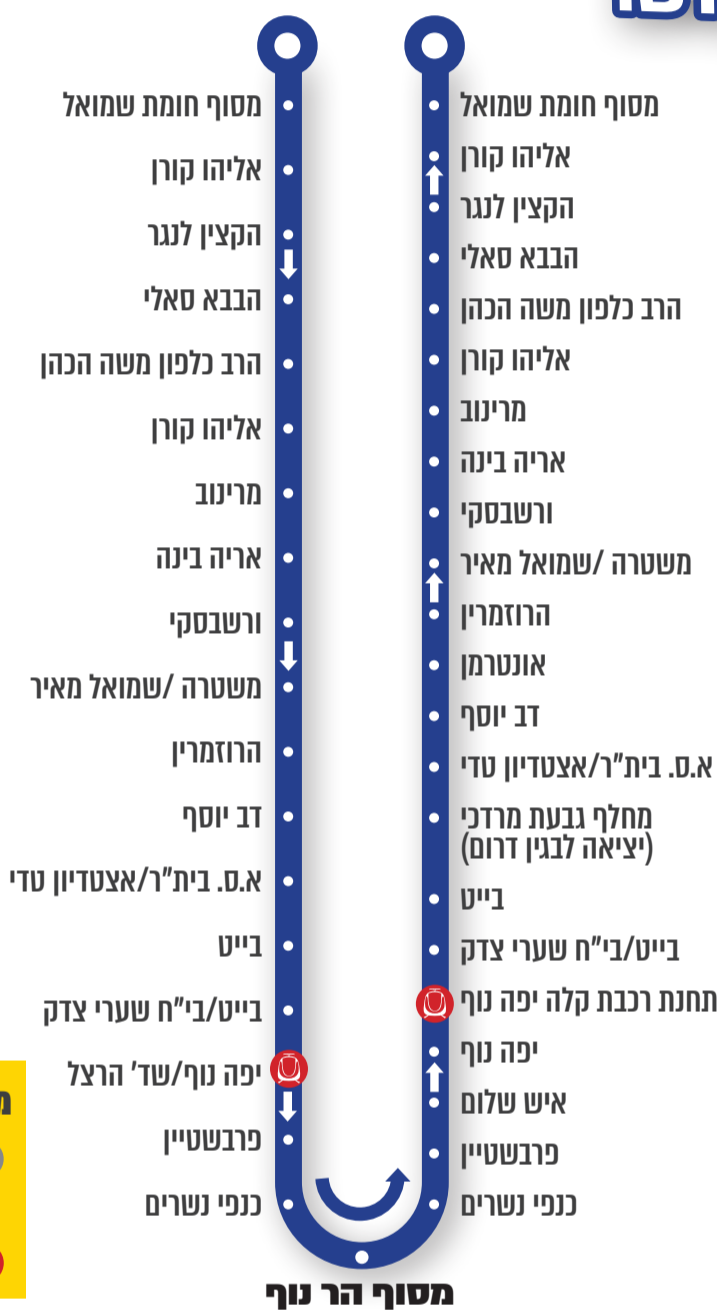 מסוף חומת שמואל
אליהו קורן
הקצין לנגר
הבבא סאלי
הרב כלפון משה הכהן
אליהו קורן
מרינוב
אריה בינה
ורשבסקי
משטרה /שמואל מאיר
הרוזמרין
דב יוסף
א.ס. בית"ר/אצטדיון טדי
בייט
בייט/בי"ח שערי צדק
יפה נוף/שד' הרצל
פרבשטיין
כנפי נשרים
מסוף הר נוף
מסוף חומת שמואל
אליהו קורן
הקצין לנגר
הבבא סאלי
הרב כלפון משה הכהן
אליהו קורן
מרינוב
אריה בינה
ורשבסקי
משטרה /שמואל מאיר
הרוזמרין
אונטרמן
דב יוסף
א.ס. בית"ר/אצטדיון טדי
מחלף גבעת מרדכי
(יציאה לבגין דרום)
בייט
בייט/בי"ח שערי צדק
תחנת רכבת קלה יפה נוף
יפה נוף
איש שלום
פרבשטיין
כנפי נשרים